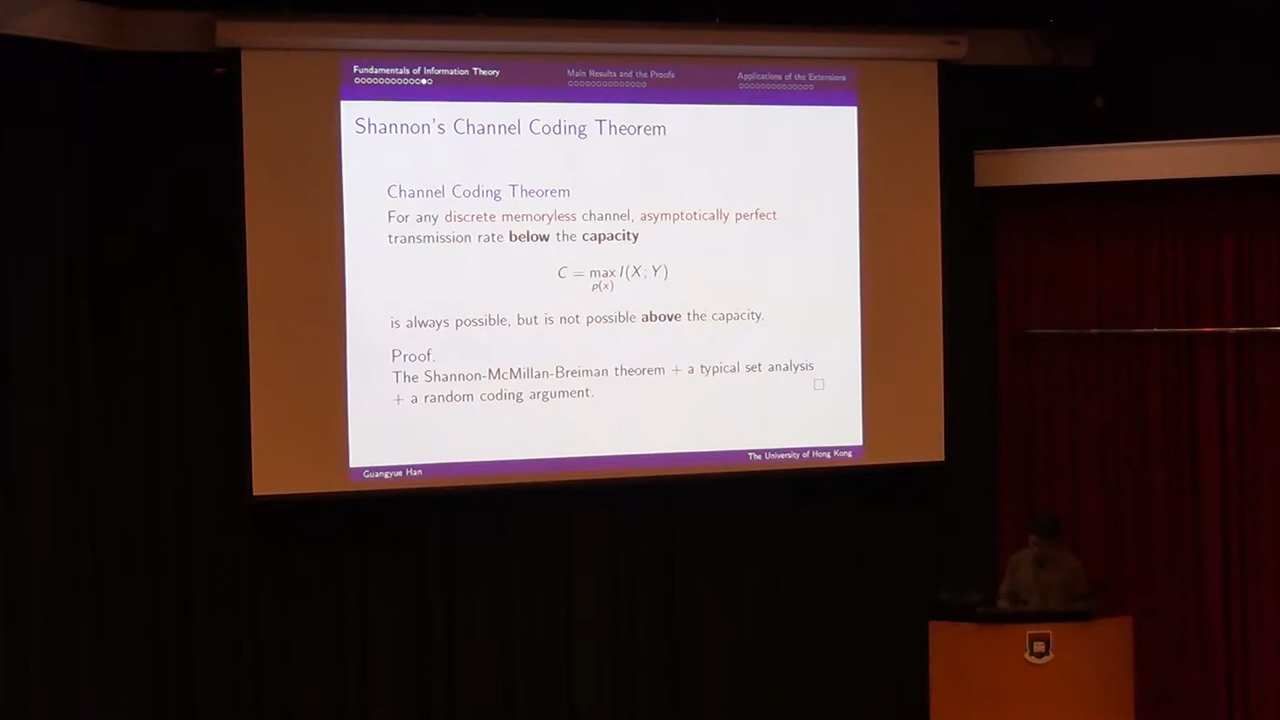 Fundamentals of Information Theory
Main Results and the Proofs
Applications of the Extensions
Shannon's Channel Coding Theorem
Channel Coding Theorem
For any discrete memoryless channel, asymptotically perfect
transmission rate below the capacity
C = max I(X; Y)
p(x)
is always possible, but is not possible above the capacity.
Proof.
The Shannon-McMillan-Breiman theorem + a typical set analysis
+ a random coding argument.
Guangyue Han
The University of Hong Kong